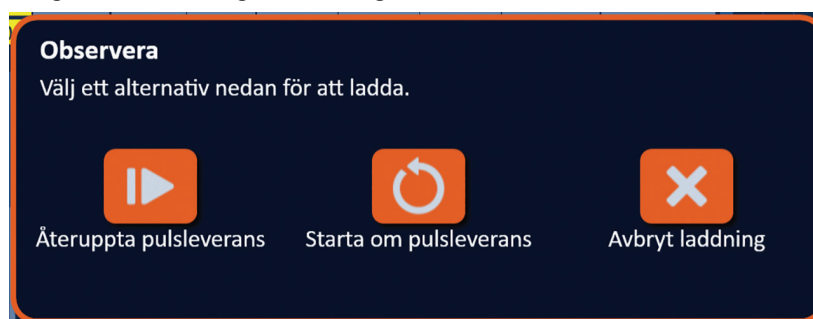 Observera
Välj ett alternativ nedan för att ladda.
Återuppta pulsleverans
Starta om pulsleverans
Avbryt laddning